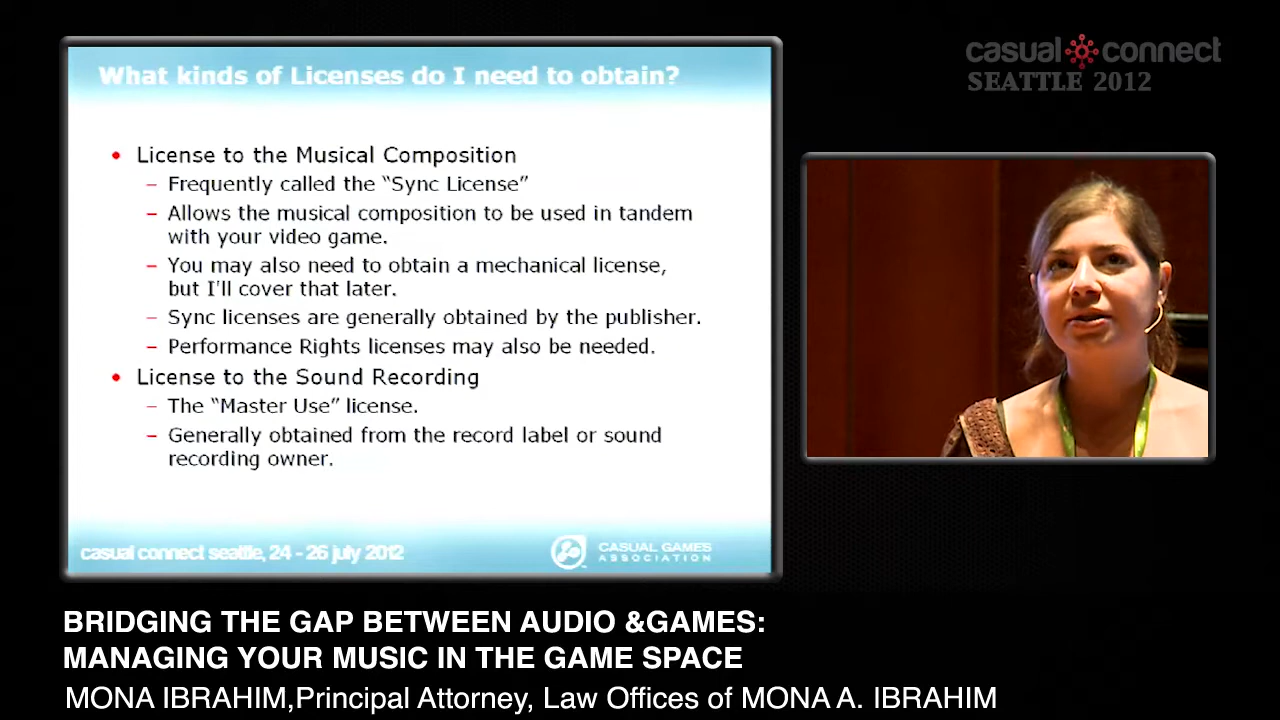 casual connect
SEATTLE 2012
What kinds of Licenses do I need to obtain?
• License to the Musical Composition
– Frequently called the “Sync License”
– Allows the musical composition to be used in tandem
with your video game.
– You may also need to obtain a mechanical license,
but I'll cover that later.
– Sync licenses are generally obtained by the publisher.
– Performance Rights licenses may also be needed.
• License to the Sound Recording
– The “Master Use” license.
– Generally obtained from the record label or sound
recording owner.
casual connect seattle, 24 - 26 july 2012
CASUAL GAMES
ASSOCIATION
BRIDGING THE GAP BETWEEN AUDIO &GAMES:
MANAGING YOUR MUSIC IN THE GAME SPACE
MONA IBRAHIM,Principal Attorney, Law Offices of MONA A. IBRAHIM